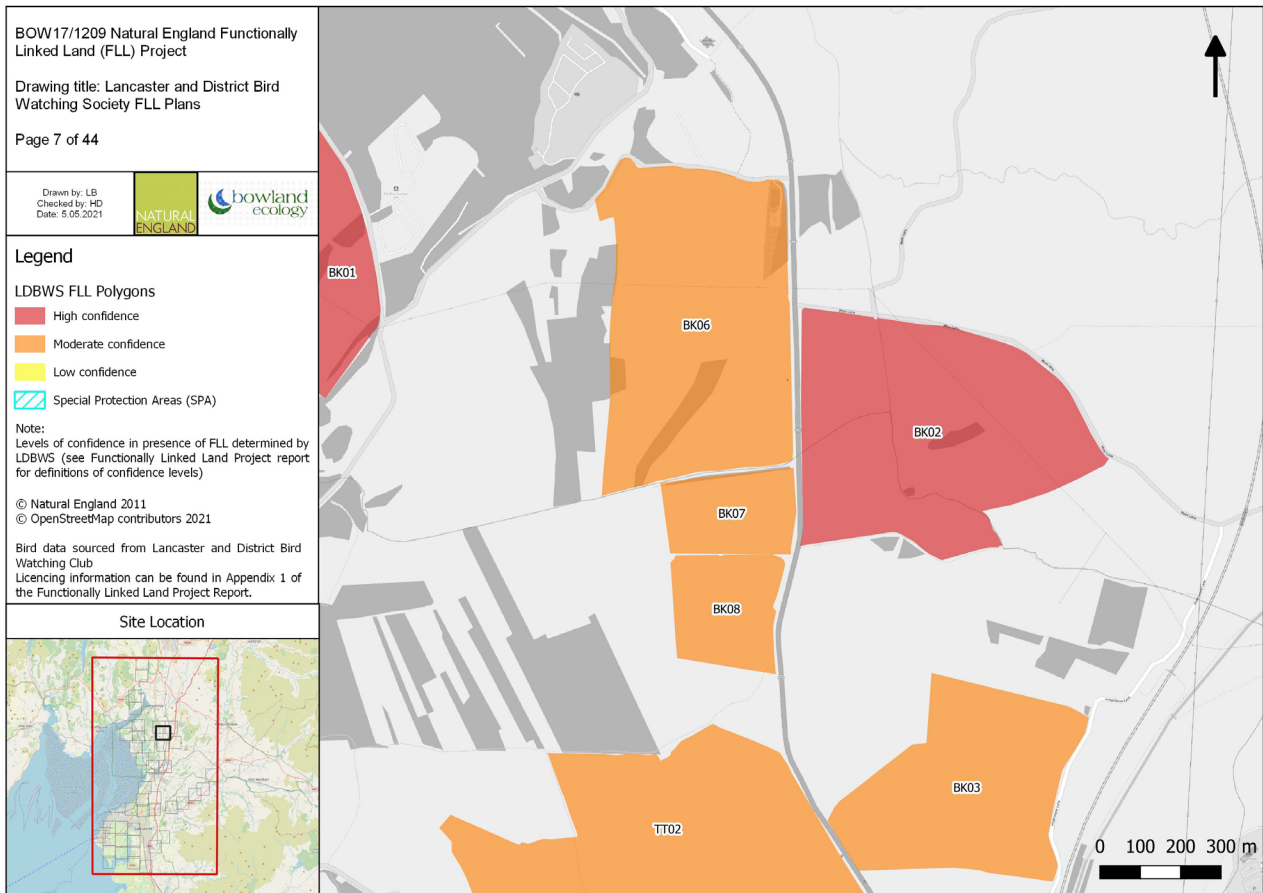 BOW17/1209 Natural England Functionally
Linked Land (FLL) Project
Drawing title: Lancaster and District Bird
Watching Society FLL Plans
Page 7 of 44
Drawn by: LB
Checked by: HD
Date: 5.05.2021
NATURAL
ENGLAND
bowland
ecology
Legend
LDBWS FLL Polygons
High confidence
Moderate confidence
Low confidence
Special Protection Areas (SPA)
Note:
Levels of confidence in presence of FLL determined by
LDBWS (see Functionally Linked Land Project report
for definitions of confidence levels)
© Natural England 2011
© OpenStreetMap contributors 2021
Bird data sourced from Lancaster and District Bird
Watching Club
Licencing information can be found in Appendix 1 of
the Functionally Linked Land Project Report.
Site Location
BK01
BK06
BK02
BK07
BK08
BK03
TT02
0 100 200 300 m